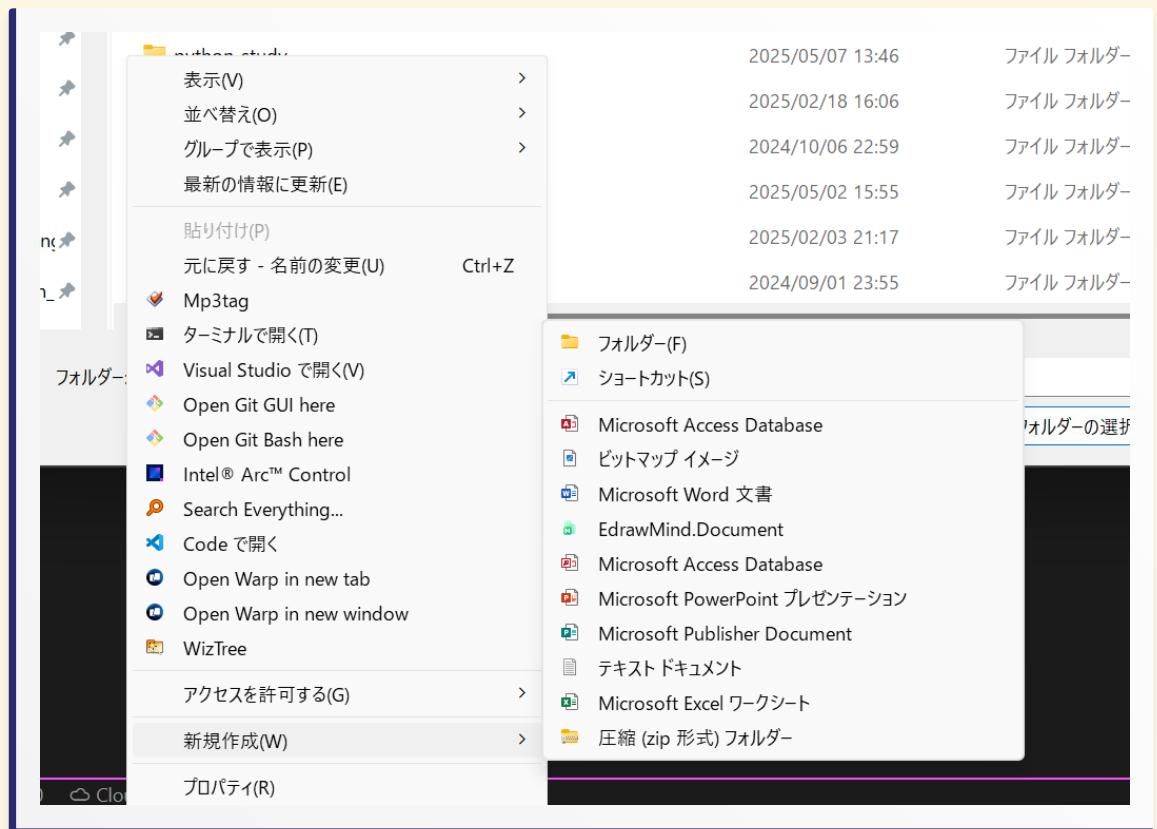 2025/05/07 13:46 ファイル フォルダー
2025/02/18 16:06 ファイル フォルダー
2024/10/06 22:59 ファイル フォルダー
2025/05/02 15:55 ファイル フォルダー
2025/02/03 21:17 ファイル フォルダー
2024/09/01 23:55 ファイル フォルダー
表示(V)
並べ替え(O)
グループで表示(P)
最新の情報に更新(E)
貼り付け(P)
元に戻す - 名前の変更(U) Ctrl+Z
Mp3tag
ターミナルで開く(T)
Visual Studio で開く(V)
Open Git GUI here
Open Git Bash here
Intel® Arc™ Control
Search Everything...
Code で開く
Open Warp in new tab
Open Warp in new window
WizTree
アクセスを許可する(G)
新規作成(W)
プロパティ(R)
フォルダー(F)
ショートカット(S)
Microsoft Access Database
ビットマップ イメージ
Microsoft Word 文書
EdrawMind.Document
Microsoft Access Database
Microsoft PowerPoint プレゼンテーション
Microsoft Publisher Document
テキスト ドキュメント
Microsoft Excel ワークシート
圧縮 (zip 形式) フォルダー
フォルダー